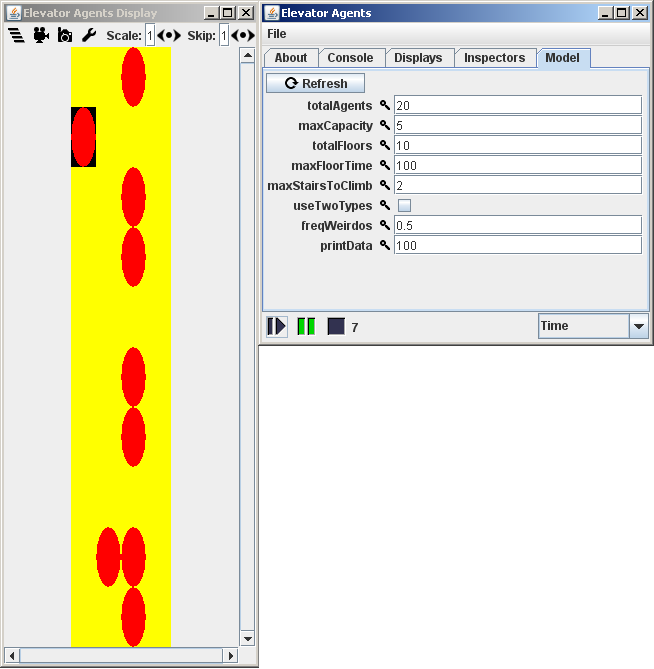 Elevator Agents Display
Scale: 1 Skip: 1
Elevator Agents
File
About Console Displays Inspectors Model
Refresh
totalAgents 20
maxCapacity 5
totalFloors 10
maxFloorTime 100
maxStairsToClimb 2
useTwoTypes
freqWeirdos 0.5
printData 100
7 Time